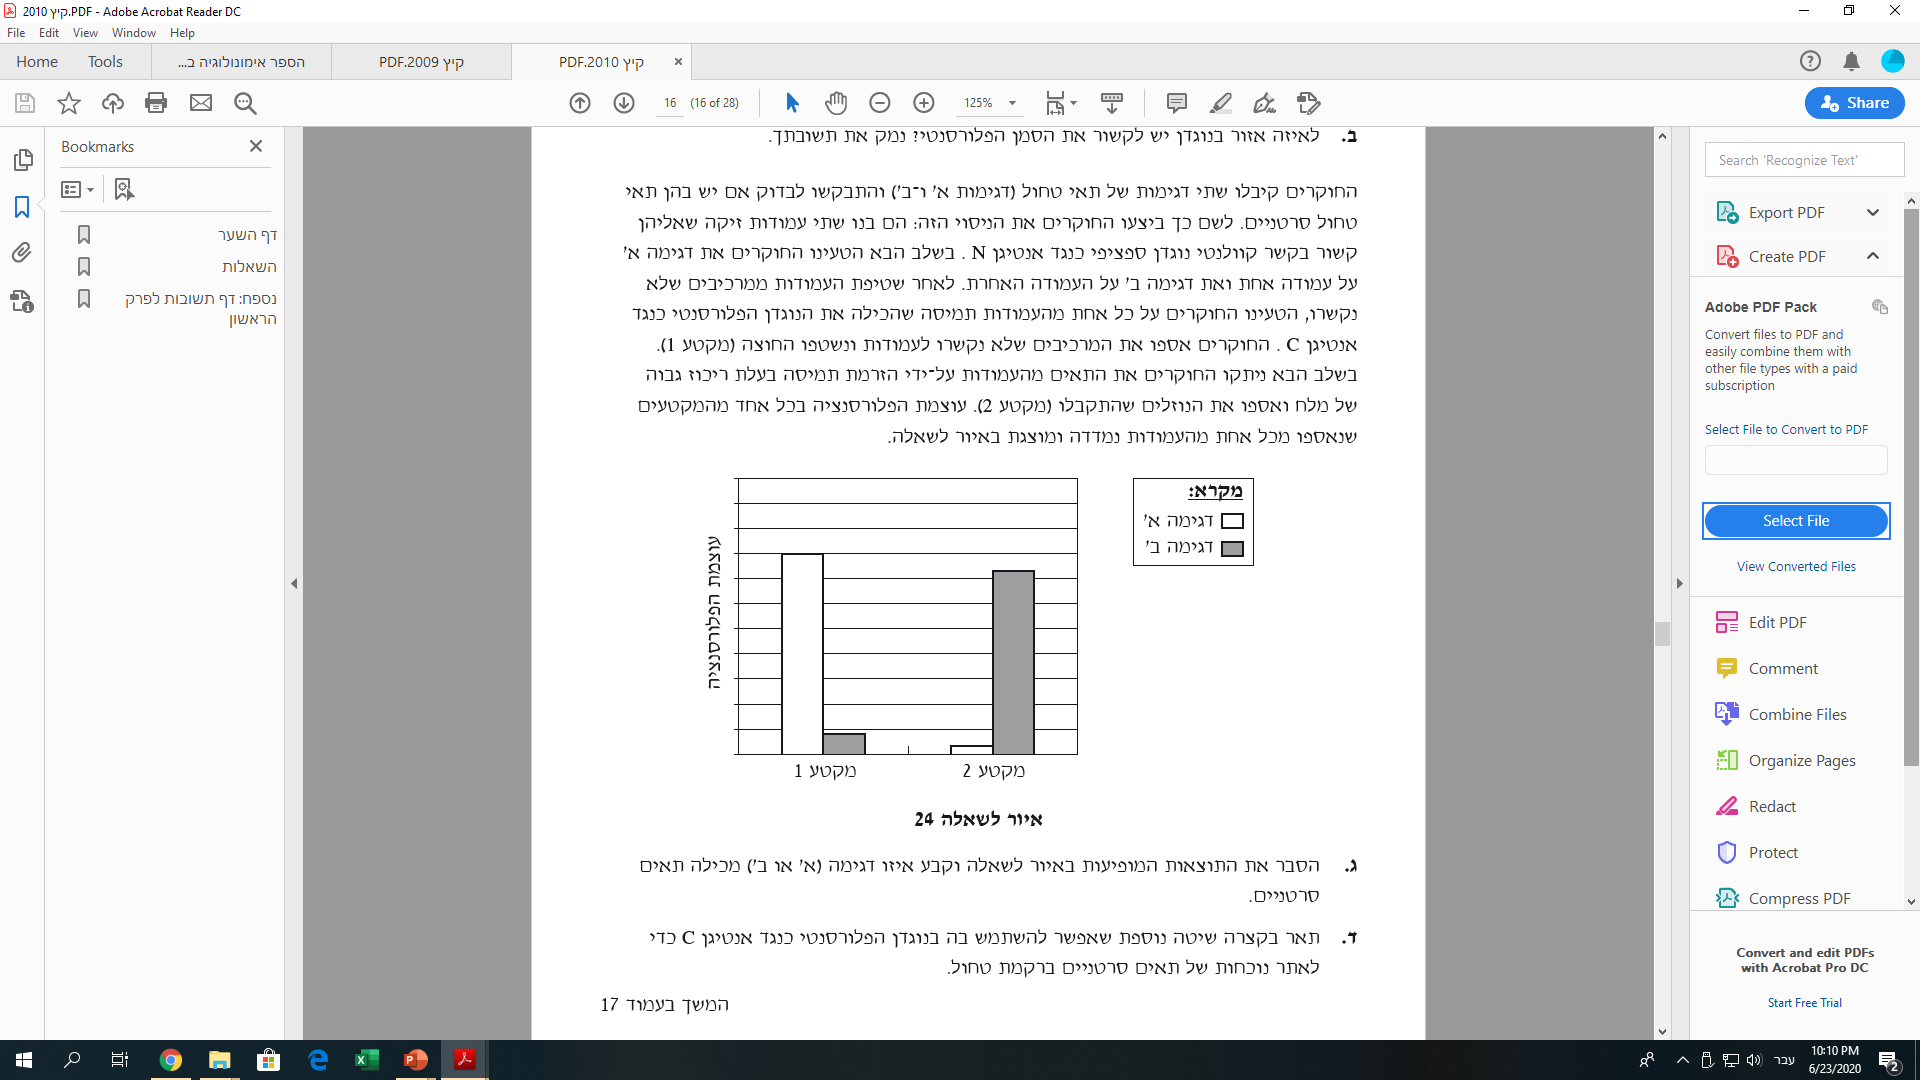 קיץ 2010.PDF - Adobe Acrobat Reader DC
File Edit View Window Help
Home Tools הספר אימונולוגיה ב... קיץ 2009.PDF קיץ 2010.PDF
16 (16 of 28) 125% Share
Bookmarks
דף השער
השאלות
נספח: דף תשובות לפרק
הראשון
ב. לאיזה אזור בנוגדן יש לקשור את הסמן הפלורסנטי? נמק את תשובתך.
החוקרים קיבלו שתי דגימות של תאי טחול (דגימות א' ו־ב') והתבקשו לבדוק אם יש בהן תאי
טחול סרטניים. לשם כך ביצעו החוקרים את הניסוי הזה: הם בנו שתי עמודות זיקה שאליהן
קשור בקשר קוולנטי נוגדן ספציפי כנגד אנטיגן N . בשלב הבא הטעינו החוקרים את דגימה א'
על עמודה אחת ואת דגימה ב' על העמודה האחרת. לאחר שטיפת העמודות ממרכיבים שלא
נקשרו, הטעינו החוקרים על כל אחת מהעמודות תמיסה שהכילה את הנוגדן הפלורסנטי כנגד
אנטיגן C . החוקרים אספו את המרכיבים שלא נקשרו לעמודות ונשטפו החוצה (מקטע 1).
בשלב הבא ניתקו החוקרים את התאים מהעמודות על־ידי הזרמת תמיסה בעלת ריכוז גבוה
של מלח ואספו את הנוזלים שהתקבלו (מקטע 2). עוצמת הפלורסנציה בכל אחד מהמקטעים
שנאספו מכל אחת מהעמודות נמדדה ומוצגת באיור לשאלה.
מקרא:
דגימה א'
דגימה ב'
עוצמת הפלורסנציה
מקטע 1 מקטע 2
איור לשאלה 24
ג. הסבר את התוצאות המופיעות באיור לשאלה וקבע איזו דגימה (א' או ב') מכילה תאים
סרטניים.
ד. תאר בקצרה שיטה נוספת שאפשר להשתמש בה בנוגדן הפלורסנטי כנגד אנטיגן C כדי
לאתר נוכחות של תאים סרטניים ברקמת טחול.
המשך בעמוד 17
Search 'Recognize Text'
Export PDF
Create PDF
Adobe PDF Pack
Convert files to PDF and
easily combine them with
other file types with a paid
subscription
Select File to Convert to PDF
Select File
View Converted Files
Edit PDF
Comment
Combine Files
Organize Pages
Redact
Protect
Compress PDF
Convert and edit PDFs
with Acrobat Pro DC
Start Free Trial
עבר
10:10 PM
6/23/2020
2